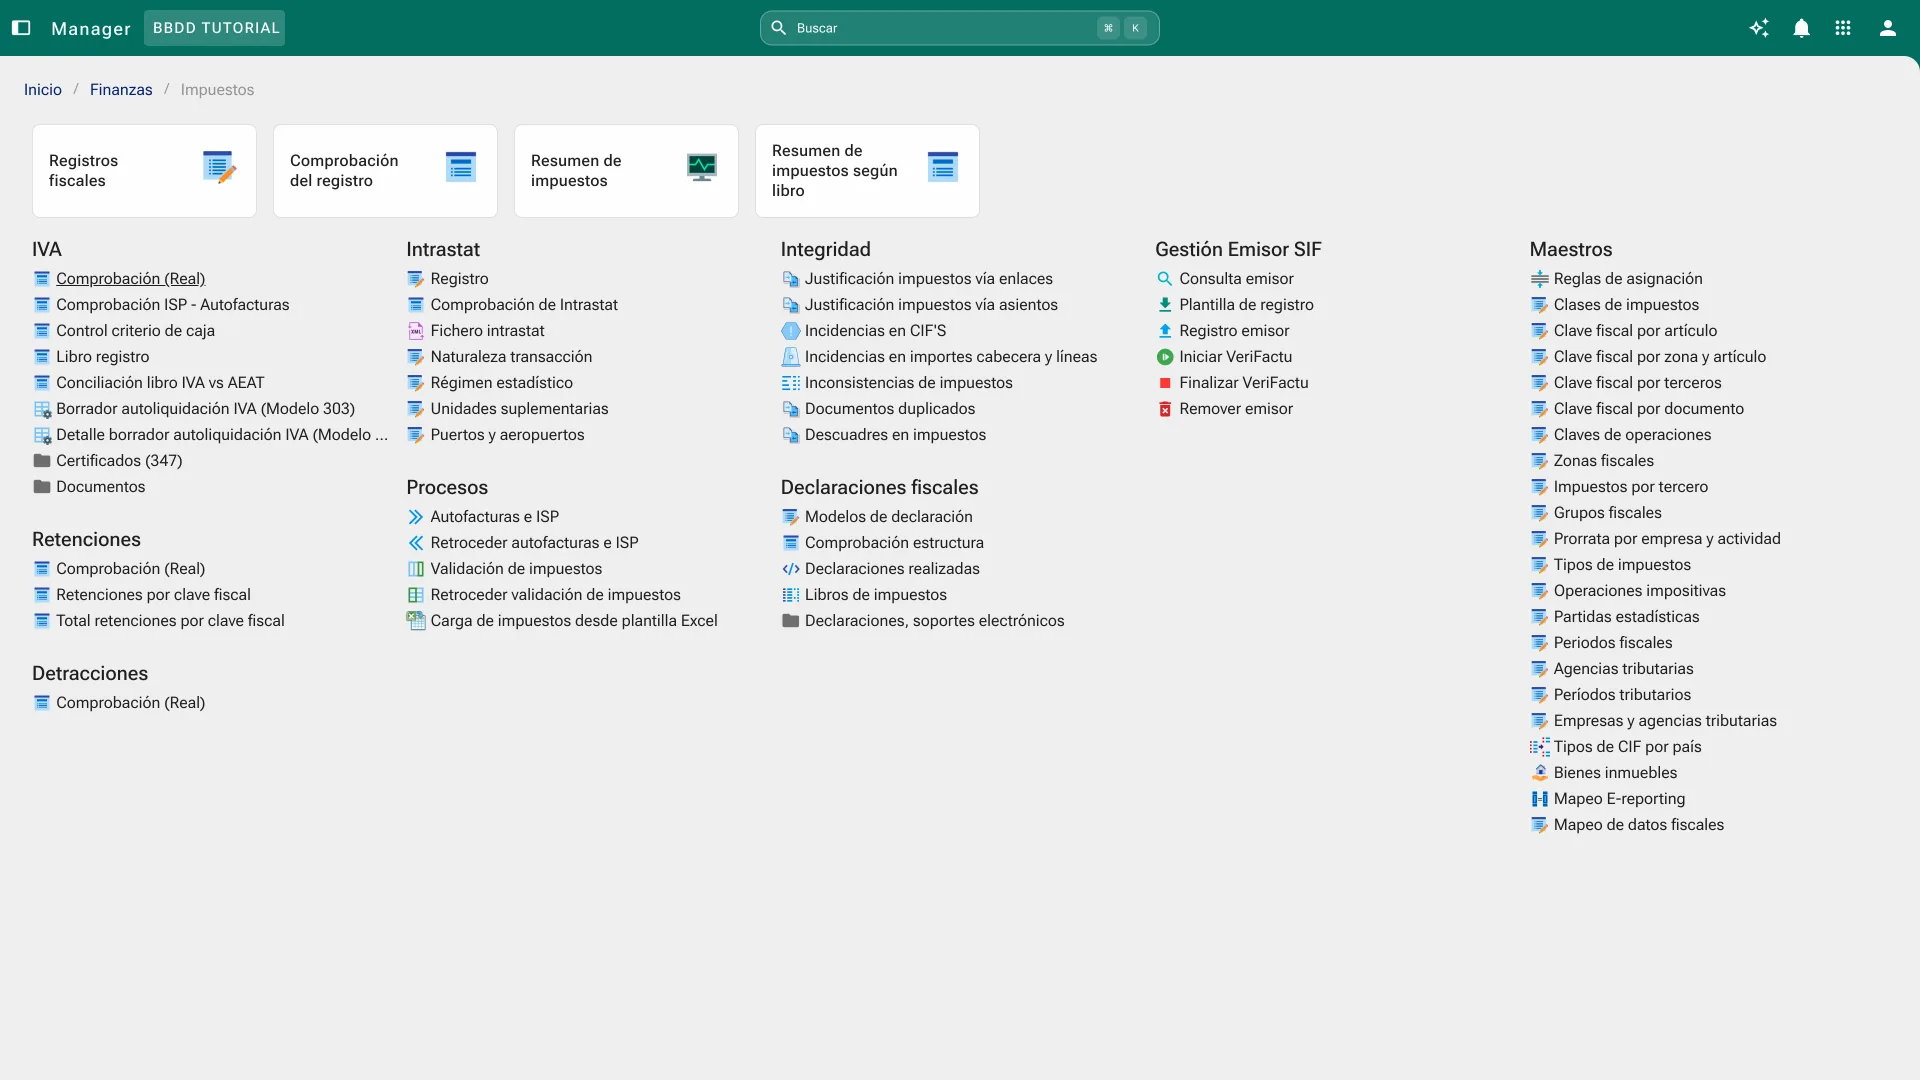 Manager
BBDD TUTORIAL
Buscar
⌘
K
Inicio / Finanzas / Impuestos
Registros
fiscales
Comprobación
del registro
Resumen de
impuestos
Resumen de
impuestos según
libro
IVA
Comprobación (Real)
Comprobación ISP - Autofacturas
Control criterio de caja
Libro registro
Conciliación libro IVA vs AEAT
Borrador autoliquidación IVA (Modelo 303)
Detalle borrador autoliquidación IVA (Modelo ...
Certificados (347)
Documentos
Retenciones
Comprobación (Real)
Retenciones por clave fiscal
Total retenciones por clave fiscal
Detracciones
Comprobación (Real)
Intrastat
Registro
Comprobación de Intrastat
XML
Fichero intrastat
Naturaleza transacción
Régimen estadístico
Unidades suplementarias
Puertos y aeropuertos
Procesos
Autofacturas e ISP
Retroceder autofacturas e ISP
Validación de impuestos
Retroceder validación de impuestos
Carga de impuestos desde plantilla Excel
Integridad
Justificación impuestos vía enlaces
Justificación impuestos vía asientos
Incidencias en CIF'S
Incidencias en importes cabecera y líneas
Inconsistencias de impuestos
Documentos duplicados
Descuadres en impuestos
Declaraciones fiscales
Modelos de declaración
Comprobación estructura
Declaraciones realizadas
Libros de impuestos
Declaraciones, soportes electrónicos
Gestión Emisor SIF
Consulta emisor
Plantilla de registro
Registro emisor
Iniciar VeriFactu
Finalizar VeriFactu
Remover emisor
Maestros
Reglas de asignación
Clases de impuestos
Clave fiscal por artículo
Clave fiscal por zona y artículo
Clave fiscal por terceros
Clave fiscal por documento
Claves de operaciones
Zonas fiscales
Impuestos por tercero
Grupos fiscales
Prorrata por empresa y actividad
Tipos de impuestos
Operaciones impositivas
Partidas estadísticas
Periodos fiscales
Agencias tributarias
Períodos tributarios
Empresas y agencias tributarias
Tipos de CIF por país
Bienes inmuebles
Mapeo E-reporting
Mapeo de datos fiscales